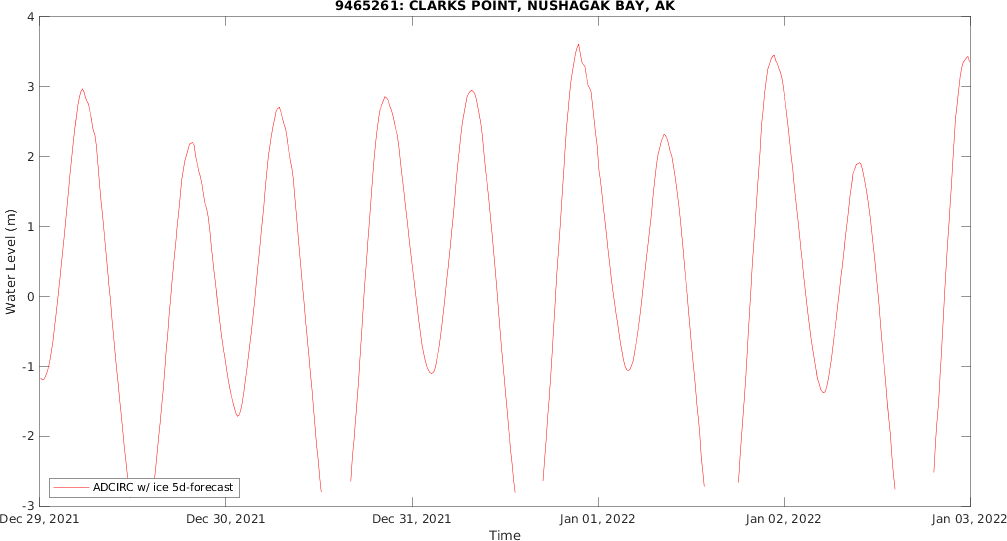 9465261: CLARKS POINT, NUSHAGAK BAY, AK
4
3
2
1
0
-1
-2
-3
Water Level (m)
ADCIRC w/ ice 5d-forecast
Dec 29, 2021 Dec 30, 2021 Dec 31, 2021 Jan 01, 2022 Jan 02, 2022 Jan 03, 2022
Time